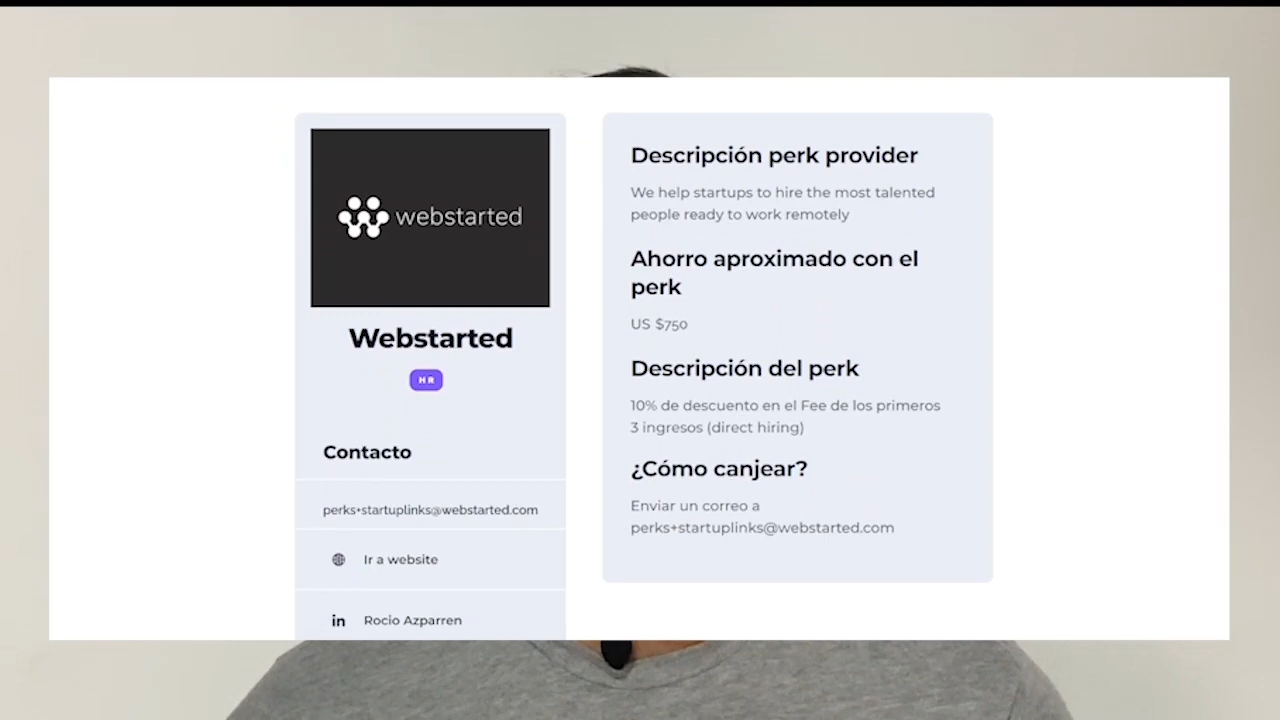 webstarted
Webstarted
HR
Contacto
perks+startuplinks@webstarted.com
Ir a website
in
Rocio Azparren
Descripción perk provider
We help startups to hire the most talented
people ready to work remotely
Ahorro aproximado con el
perk
US $750
Descripción del perk
10% de descuento en el Fee de los primeros
3 ingresos (direct hiring)
¿Cómo canjear?
Enviar un correo a
perks+startuplinks@webstarted.com